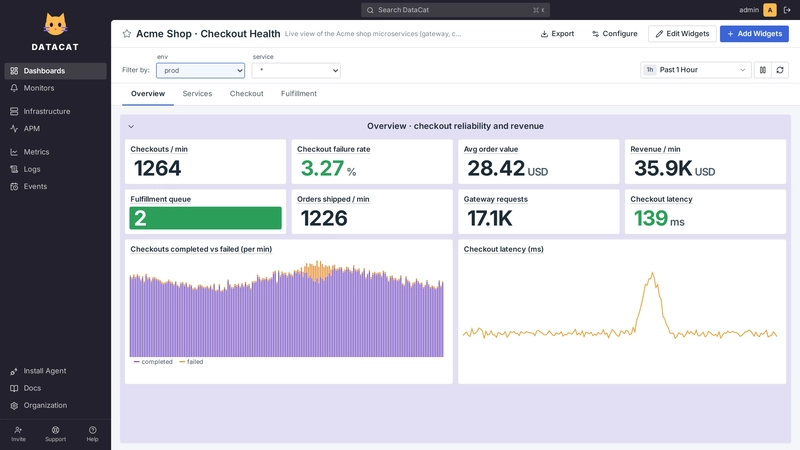 Search DataCat
⌘ K
admin
A
DATACAT
Dashboards
Monitors
Infrastructure
APM
Metrics
Logs
Events
Install Agent
Docs
Organization
Invite
Support
Help
Acme Shop · Checkout Health
Live view of the Acme shop microservices (gateway, c...
Export
Configure
Edit Widgets
Add Widgets
Filter by:
env
prod
service
*
1h
Past 1 Hour
Overview
Services
Checkout
Fulfillment
Overview · checkout reliability and revenue
Checkouts / min
1264
Checkout failure rate
3.27 %
Avg order value
28.42 USD
Revenue / min
35.9K USD
Fulfillment queue
2
Orders shipped / min
1226
Gateway requests
17.1K
Checkout latency
139 ms
Checkouts completed vs failed (per min)
completed
failed
Checkout latency (ms)